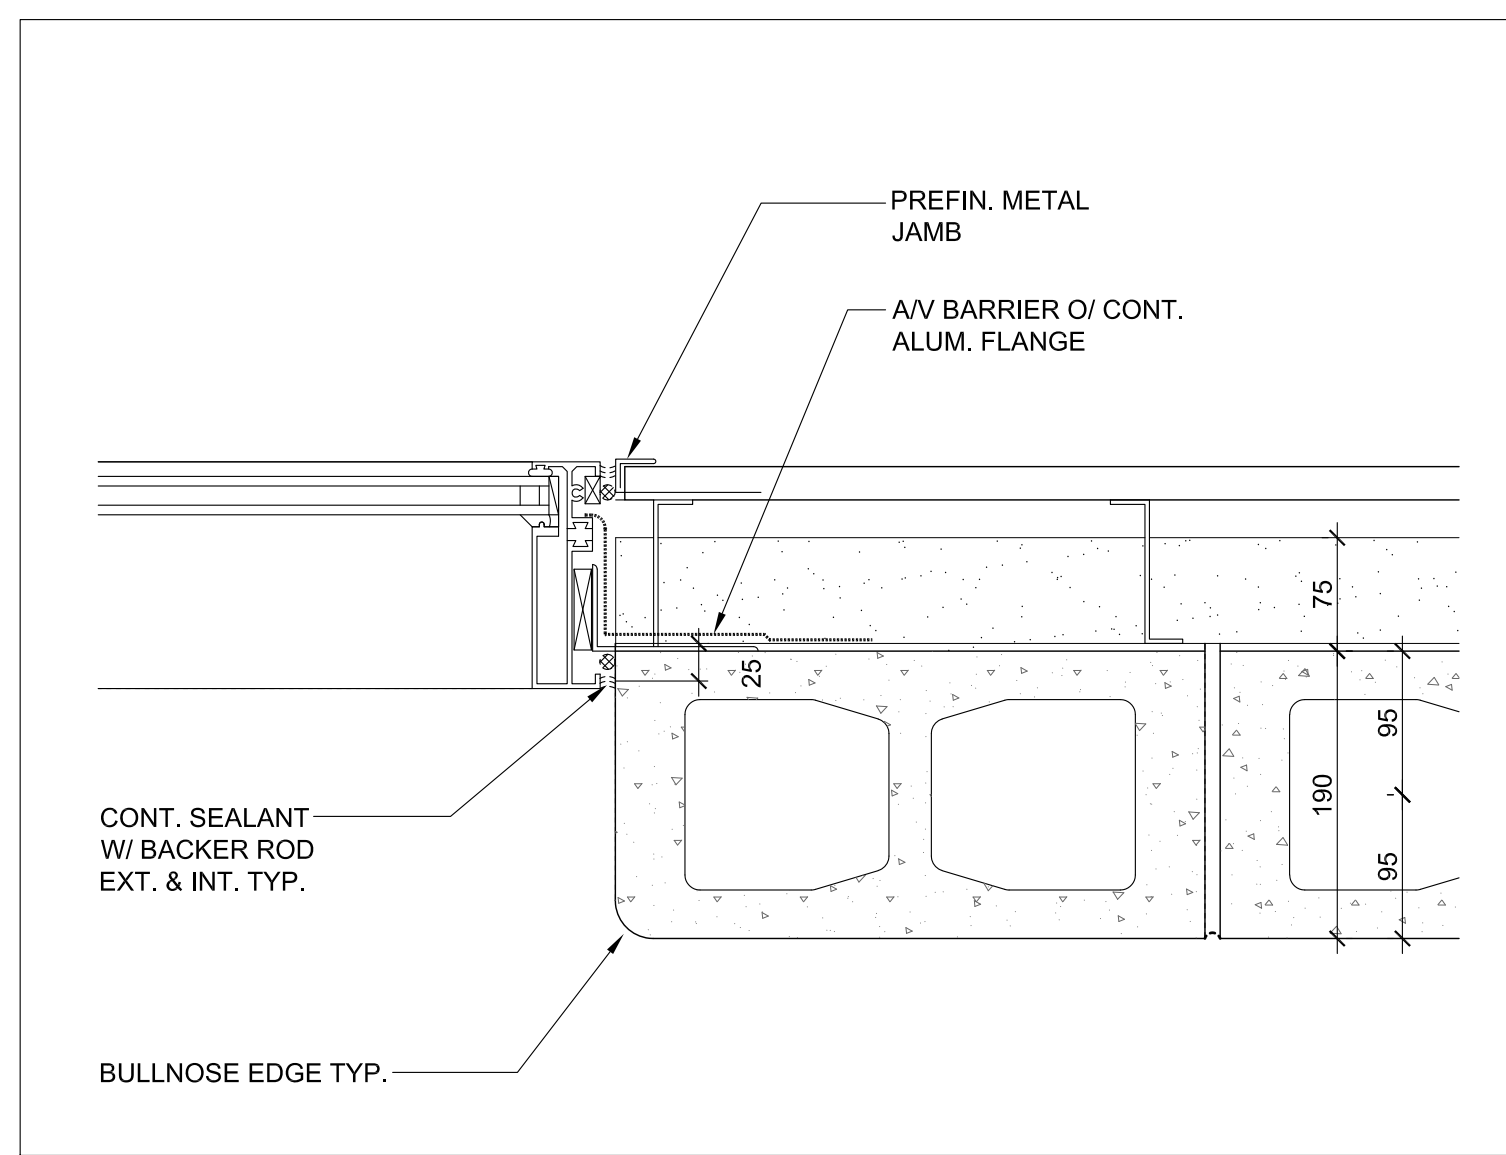 PREFIN. METAL
JAMB
A/V BARRIER O/ CONT.
ALUM. FLANGE
75
25
95
190
95
CONT. SEALANT
W/ BACKER ROD
EXT. & INT. TYP.
BULLNOSE EDGE TYP.